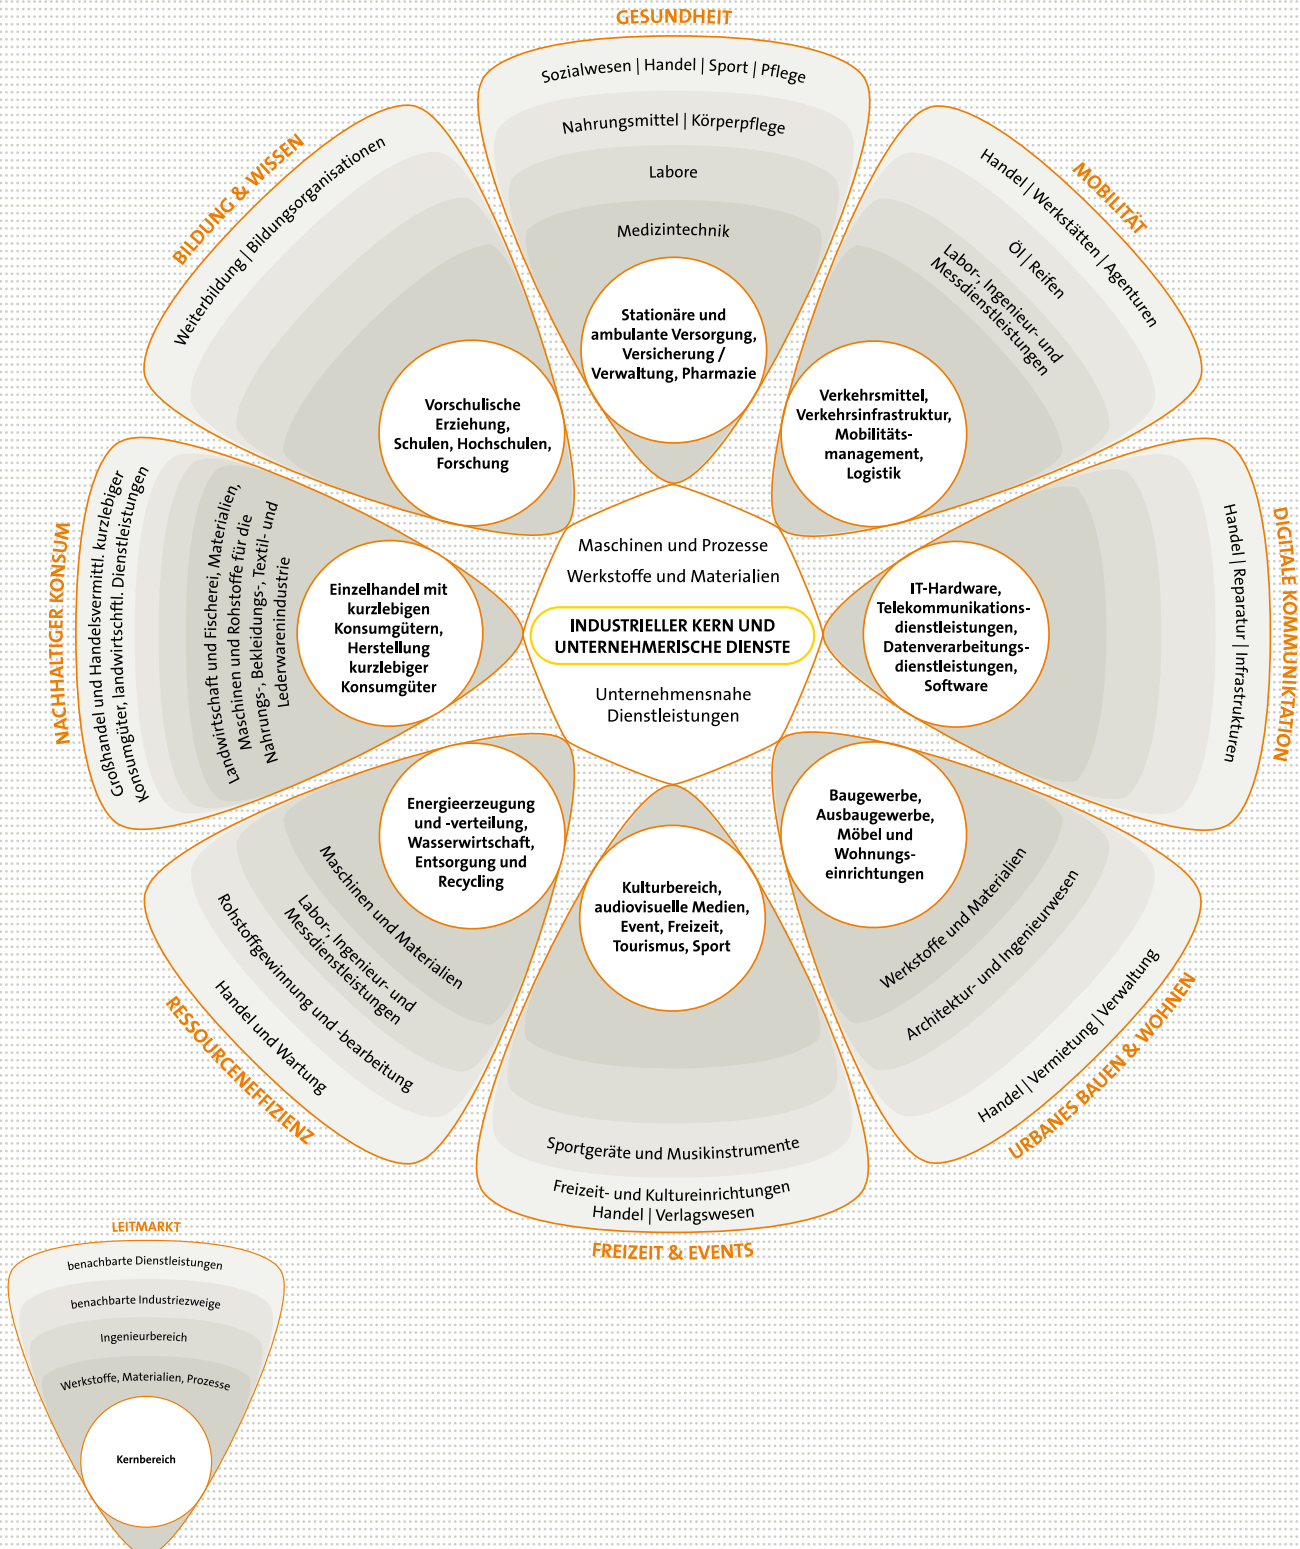 GESUNDHEIT
Sozialwesen | Handel | Sport | Pflege
Nahrungsmittel | Körperpflege
Labore
Medizintechnik
Stationäre und
ambulante Versorgung,
Versicherung /
Verwaltung, Pharmazie
MOBILITÄT
Handel | Werkstätten | Agenturen
Öl | Reifen
Labor-, Ingenieur- und
Messdienstleistungen
Verkehrsmittel,
Verkehrsinfrastruktur,
Mobilitäts-
management,
Logistik
DIGITALE KOMMUNIKTATION
Handel | Reparatur | Infrastrukturen
IT-Hardware,
Telekommunikations-
dienstleistungen,
Datenverarbeitungs-
dienstleistungen,
Software
URBANES BAUEN & WOHNEN
Handel | Vermietung | Verwaltung
Architektur- und Ingenieurwesen
Werkstoffe und Materialien
Baugewerbe,
Ausbaugewerbe,
Möbel und
Wohnungs-
einrichtungen
FREIZEIT & EVENTS
Freizeit- und Kultureinrichtungen
Handel | Verlagswesen
Sportgeräte und Musikinstrumente
Kulturbereich,
audiovisuelle Medien,
Event, Freizeit,
Tourismus, Sport
RESSOURCENEFFIZIENZ
Handel und Wartung
Rohstoffgewinnung und -bearbeitung
Labor-, Ingenieur- und
Messdienstleistungen
Maschinen und Materialien
Energieerzeugung
und -verteilung,
Wasserwirtschaft,
Entsorgung und
Recycling
NACHHALTIGER KONSUM
Großhandel und Handelsvermittl. kurzlebiger
Konsumgüter, landwirtschftl. Dienstleistungen
Landwirtschaft und Fischerei, Materialien,
Maschinen und Rohstoffe für die
Nahrungs-, Bekleidungs-, Textil- und
Lederwarenindustrie
Einzelhandel mit
kurzlebigen
Konsumgütern,
Herstellung
kurzlebiger
Konsumgüter
BILDUNG & WISSEN
Weiterbildung | Bildungsorganisationen
Vorschulische
Erziehung,
Schulen, Hochschulen,
Forschung
Maschinen und Prozesse
Werkstoffe und Materialien
INDUSTRIELLER KERN UND
UNTERNEHMERISCHE DIENSTE
Unternehmensnahe
Dienstleistungen
LEITMARKT
benachbarte Dienstleistungen
benachbarte Industriezweige
Ingenieurbereich
Werkstoffe, Materialien, Prozesse
Kernbereich